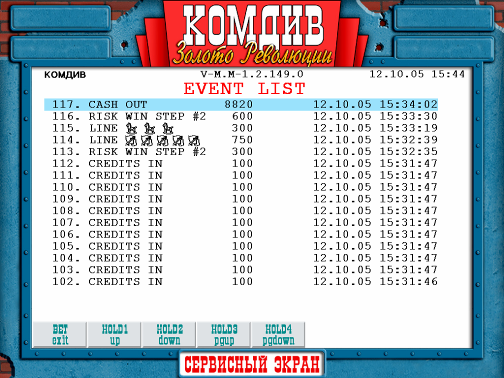 КОМДИВ
Золото Революции
КОМДИВ V-M.M-1.2.149.0 12.10.05 15:44
EVENT LIST
117. CASH OUT 8820 12.10.05 15:34:02
116. RISK WIN STEP #2 600 12.10.05 15:33:30
115. LINE 300 12.10.05 15:33:19
114. LINE 750 12.10.05 15:32:39
113. RISK WIN STEP #2 300 12.10.05 15:32:35
112. CREDITS IN 100 12.10.05 15:31:47
111. CREDITS IN 100 12.10.05 15:31:47
110. CREDITS IN 100 12.10.05 15:31:47
109. CREDITS IN 100 12.10.05 15:31:47
108. CREDITS IN 100 12.10.05 15:31:47
107. CREDITS IN 100 12.10.05 15:31:47
106. CREDITS IN 100 12.10.05 15:31:47
105. CREDITS IN 100 12.10.05 15:31:47
104. CREDITS IN 100 12.10.05 15:31:47
103. CREDITS IN 100 12.10.05 15:31:47
102. CREDITS IN 100 12.10.05 15:31:46
BET HOLD1 HOLD2 HOLD3 HOLD4
exit up down pgup pgdown
СЕРВИСНЫЙ ЭКРАН